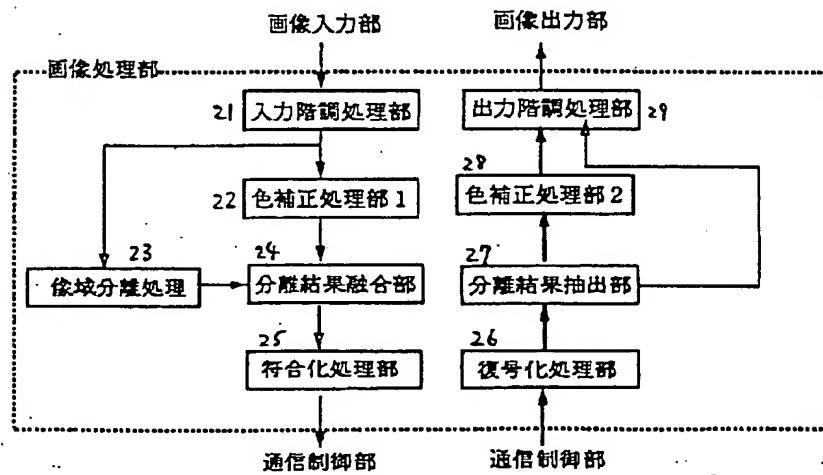 画像入力部
画像出力部
画像処理部
21 入力階調処理部
出力階調処理部 29
28
22 色補正処理部1
色補正処理部2
23
24
27
像域分離処理
分離結果融合部
分離結果抽出部
25
26
符合化処理部
復号化処理部
通信制御部
通信制御部